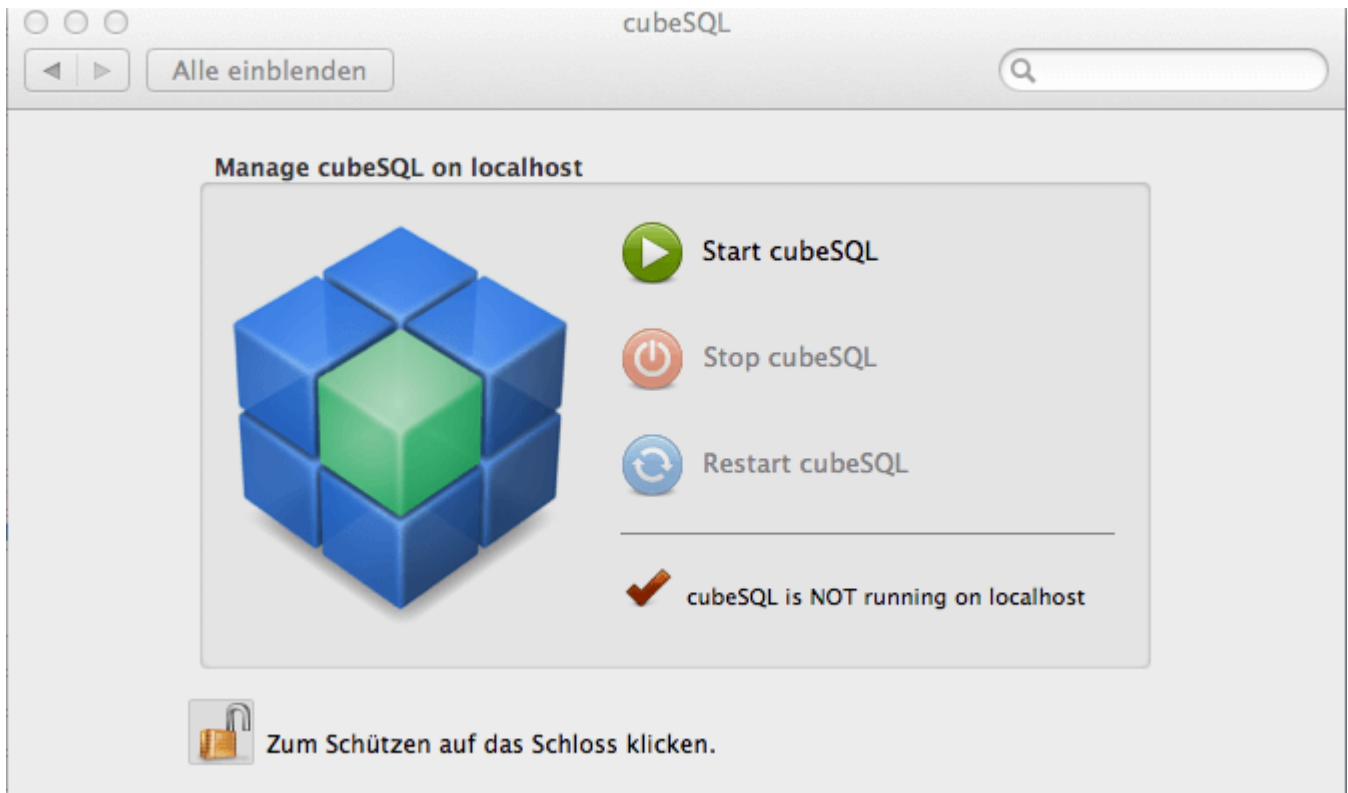 cubeSQL
Alle einblenden
Manage cubeSQL on localhost
Start cubeSQL
Stop cubeSQL
Restart cubeSQL
cubeSQL is NOT running on localhost
Zum Schützen auf das Schloss klicken.